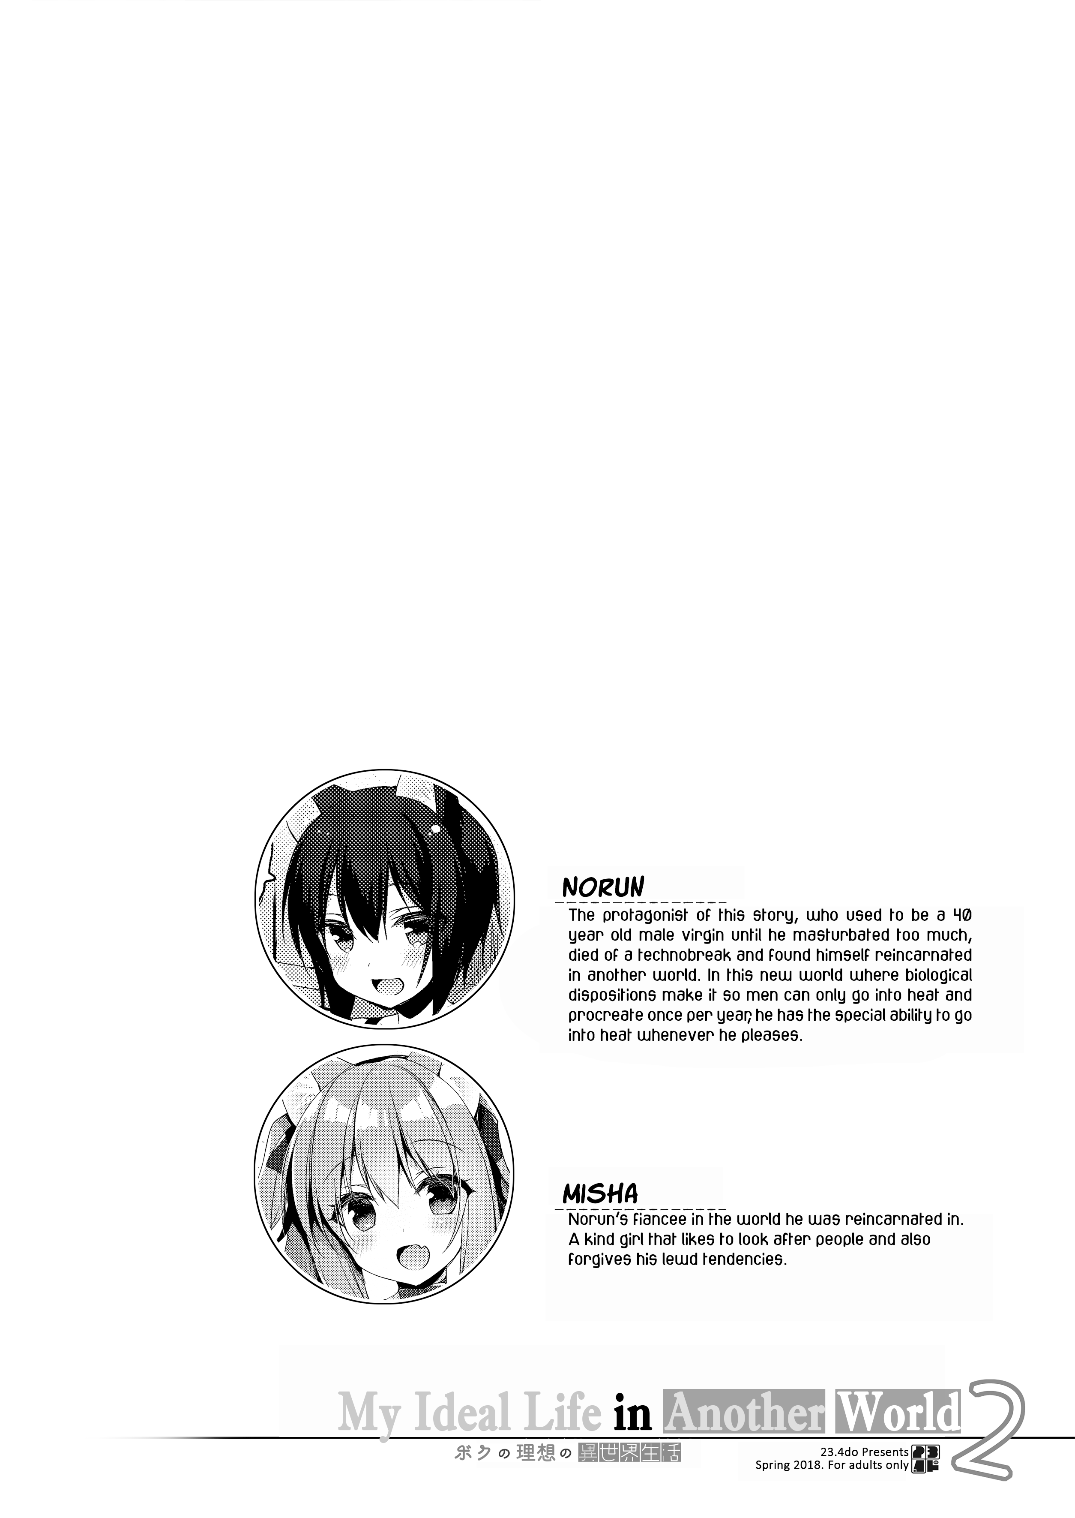 NORUN
The protagonist of this story, who used to be a 40
year old male virgin until he masturbated too much,
died of a technobreak and found himself reincarnated
in another world. In this new world where biological
dispositions make it so men can only go into heat and
procreate once per year, he has the special ability to go
into heat whenever he pleases.
MISHA
Norun's fiancee in the world he was reincarnated in.
A kind girl that likes to look after people and also
forgives his lewd tendencies.
My Ideal Life in Another World 2
ボクの理想の異世界生活
23.4do Presents
Spring 2018. For adults only